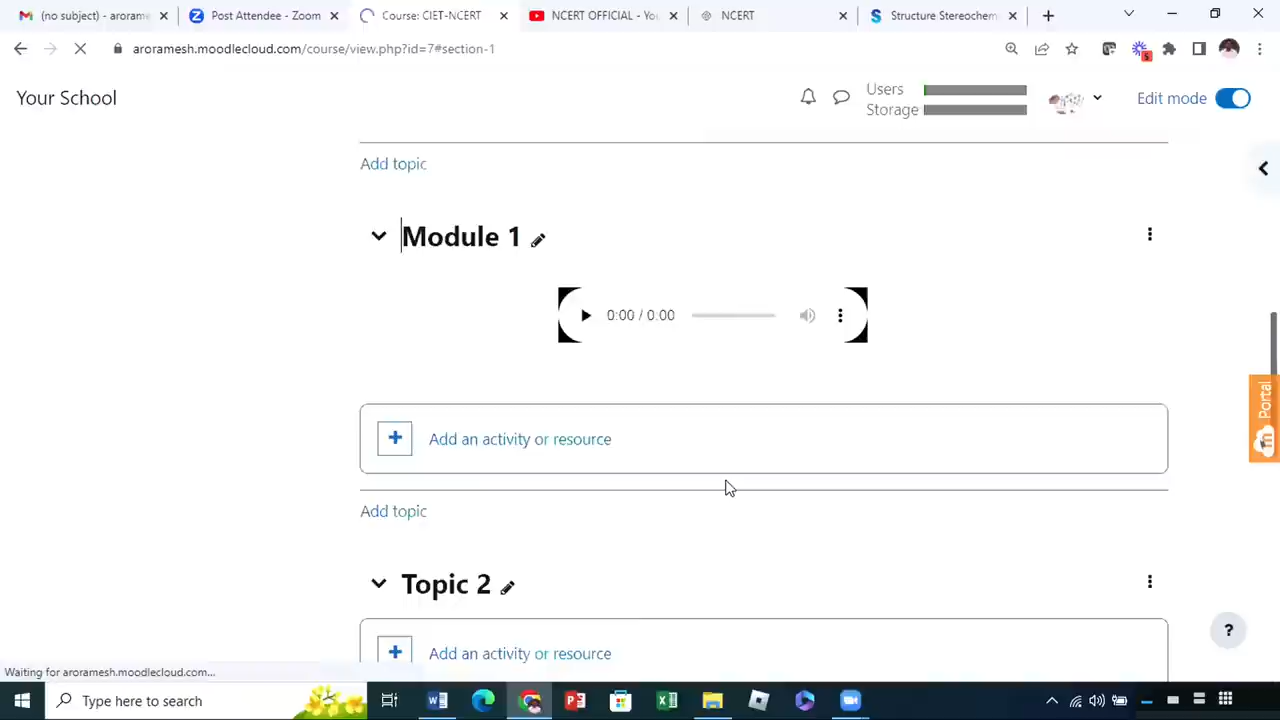 (no subject) - arorame
Post Attendee - Zoom
Course: CIET-NCERT
NCERT OFFICIAL - You
NCERT
Structure Stereochem
aroramesh.moodlecloud.com/course/view.php?id=7#section-1
Your School
Users
Storage
Edit mode
Add topic
Module 1
0:00 / 0:00
Portal
Add an activity or resource
Add topic
Topic 2
Add an activity or resource
?
Waiting for aroramesh.moodlecloud.com...
Type here to search